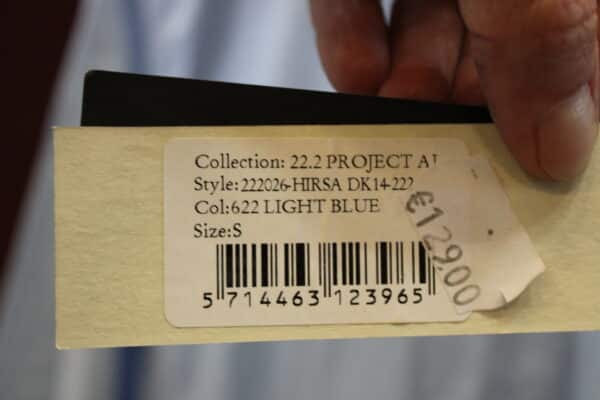 Collection: 22.2 PROJECT
Style: 222026-HIRSA DK14-222
Col:622 LIGHT BLUE
Size:S
€129,00
5 714463 123965